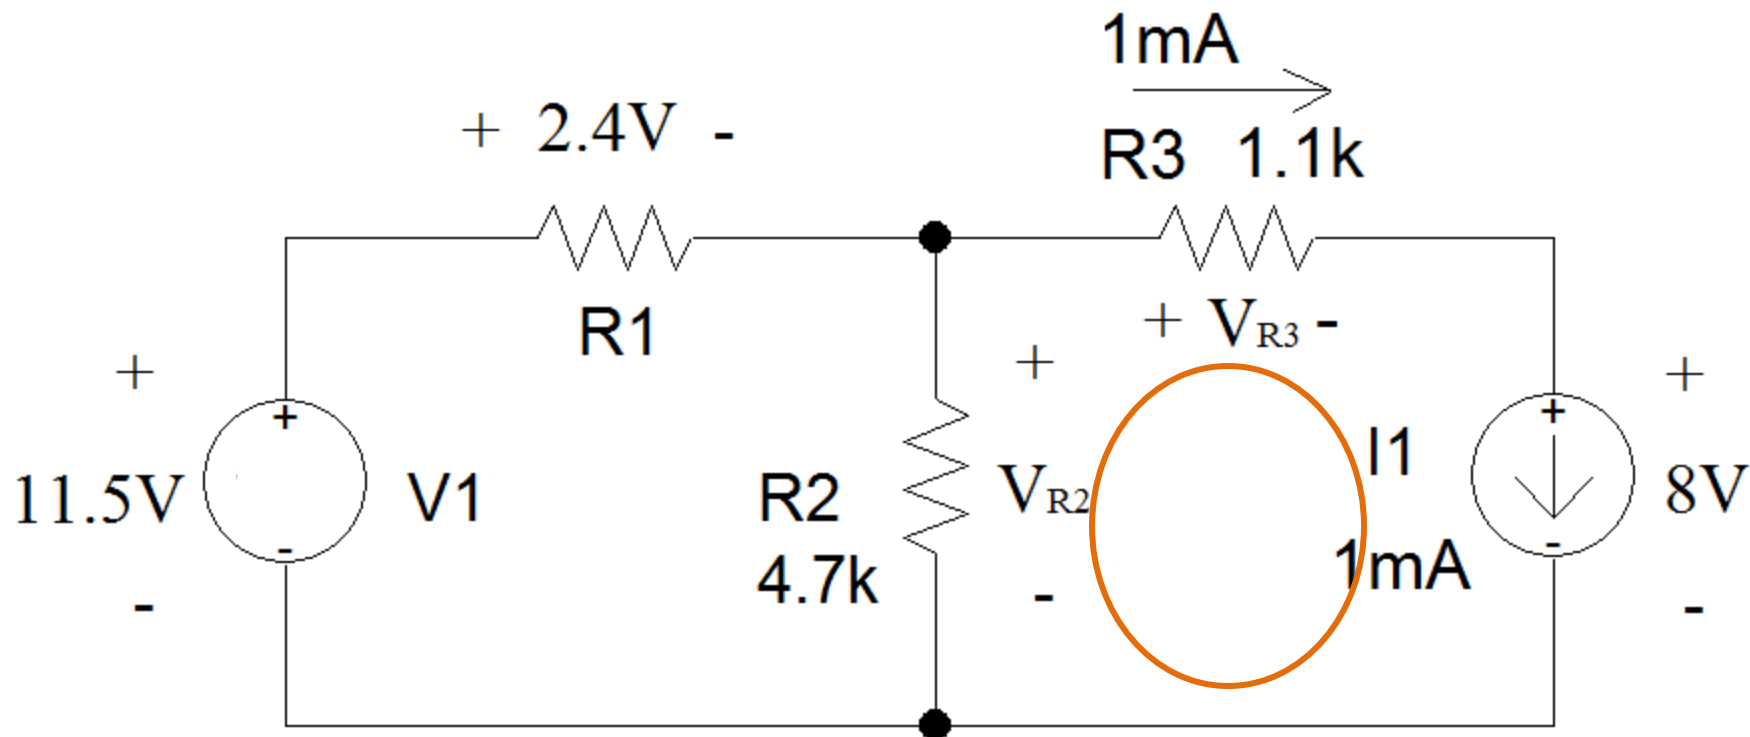 1mA
+ 2.4V -
R3 1.1k
R1
+ VR3 -
+
+
+
+
+
I1
11.5V
V1
R2
VR2
8V
4.7k
1mA
-
-
-
-
-